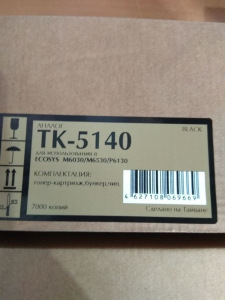 АНАЛОГ
BLACK
TK-5140
ДЛЯ ИСПОЛЬЗОВАНИЯ В
ECOSYS M6030/M6530/P6130
КОМПЛЕКТАЦИЯ:
тонер-картридж, бункер, чип.
4 627108 069669
7000 копий
Сделано на Тайване